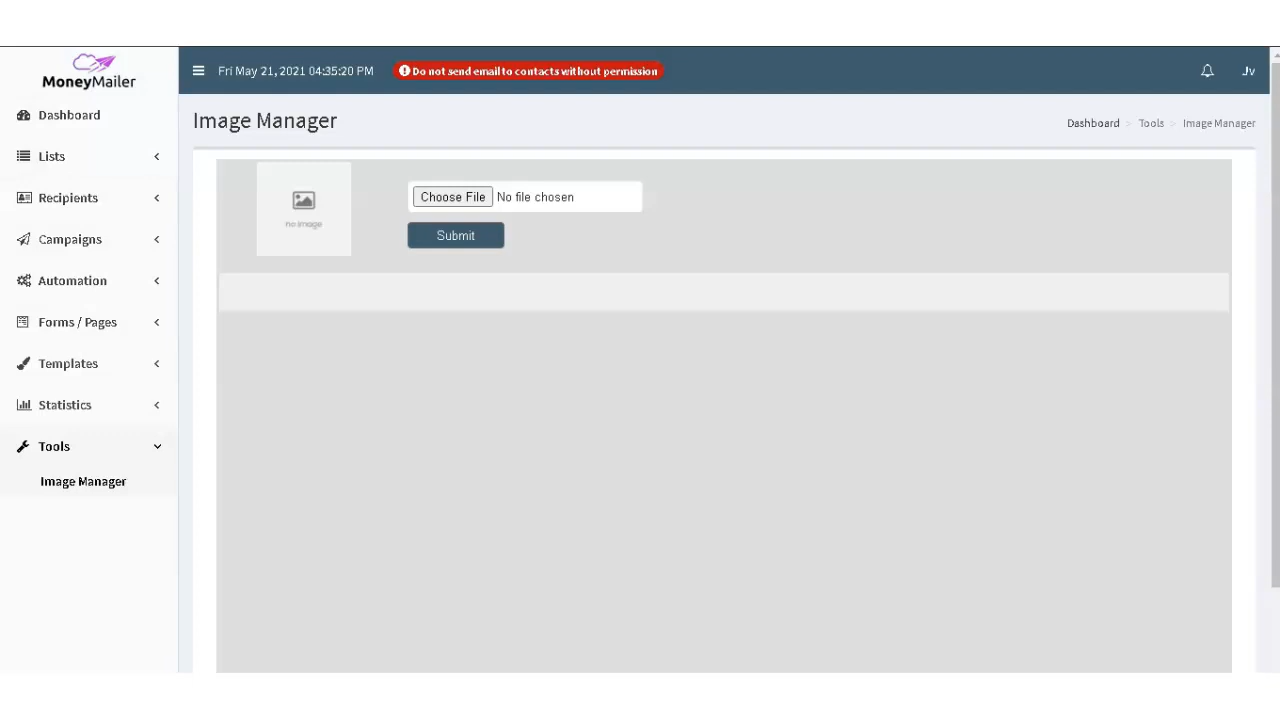 MoneyMailer
Fri May 21, 2021 04:35:20 PM
Do not send email to contacts without permission
Jv
Dashboard
Lists
Recipients
Campaigns
Automation
Forms / Pages
Templates
Statistics
Tools
Image Manager
Image Manager
Dashboard > Tools > Image Manager
no image
Choose File No file chosen
Submit